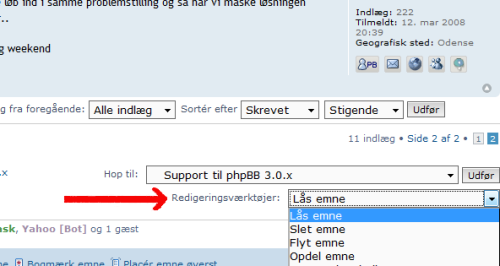 løb ind i samme problemstilling og så har vi måske løsningen
..
g weekend
Indlæg: 222
Tilmeldt: 12. mar 2008
20:39
Geografisk sted: Odense
PB
g fra foregående: Alle indlæg Sortér efter Skrevet Stigende Udfør
11 indlæg • Side 2 af 2 • 1 2
.x Hop til: Support til phpBB 3.0.x Udfør
Redigeringsværktøjer: Lås emne
Lås emne
Slet emne
Flyt emne
Opdel emne
sk, Yahoo [Bot] og 1 gæst
Bogmærk emne Placér emne øverst